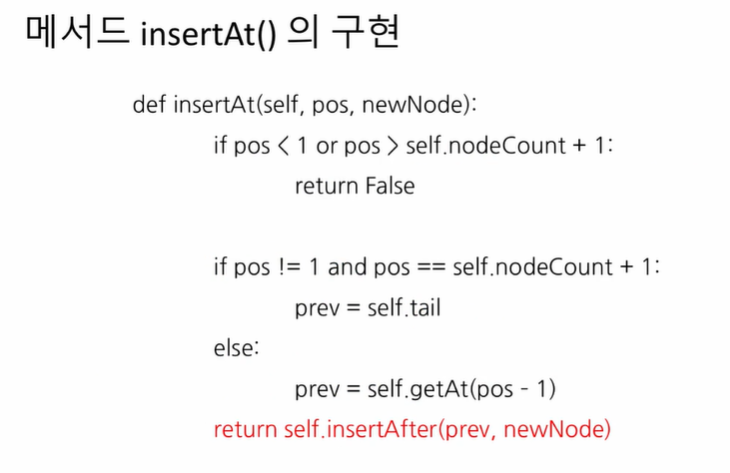 메서드 insertAt() 의 구현
def insertAt(self, pos, newNode):
if pos < 1 or pos > self.nodeCount + 1:
return False
if pos != 1 and pos == self.nodeCount + 1:
prev = self.tail
else:
prev = self.getAt(pos - 1)
return self.insertAfter(prev, newNode)